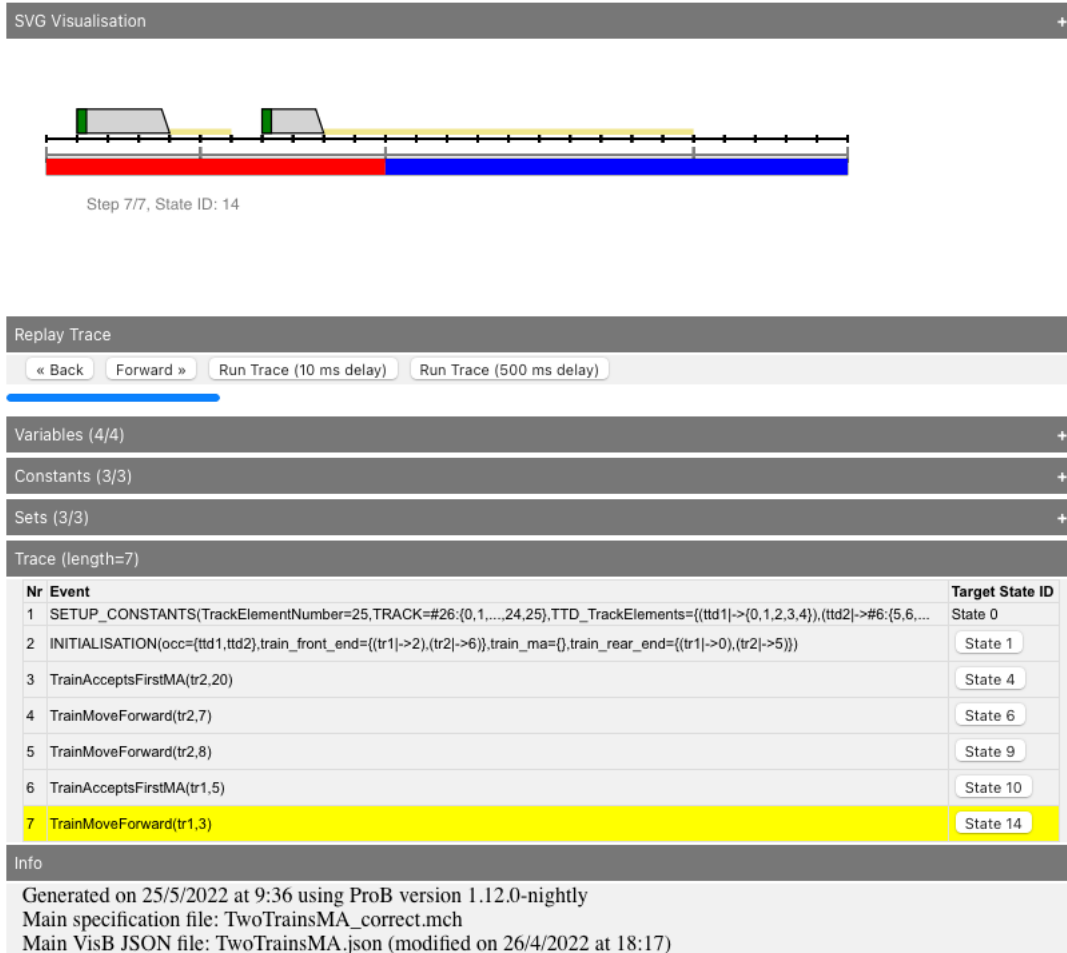 SVG Visualisation +
Step 7/7, State ID: 14
Replay Trace
« Back Forward » Run Trace (10 ms delay) Run Trace (500 ms delay)
Variables (4/4) +
Constants (3/3) +
Sets (3/3) +
Trace (length=7)
Nr Event Target State ID
1 SETUP_CONSTANTS(TrackElementNumber=25,TRACK=#26:{0,1,...,24,25},TTD_TrackElements={(ttd1|->{0,1,2,3,4}),(ttd2|->#6:{5,6,... State 0
2 INITIALISATION(occ={ttd1,ttd2},train_front_end={(tr1|->2),(tr2|->6)},train_ma={},train_rear_end={(tr1|->0),(tr2|->5)}) State 1
3 TrainAcceptsFirstMA(tr2,20) State 4
4 TrainMoveForward(tr2,7) State 6
5 TrainMoveForward(tr2,8) State 9
6 TrainAcceptsFirstMA(tr1,5) State 10
7 TrainMoveForward(tr1,3) State 14
Info
Generated on 25/5/2022 at 9:36 using ProB version 1.12.0-nightly
Main specification file: TwoTrainsMA_correct.mch
Main VisB JSON file: TwoTrainsMA.json (modified on 26/4/2022 at 18:17)